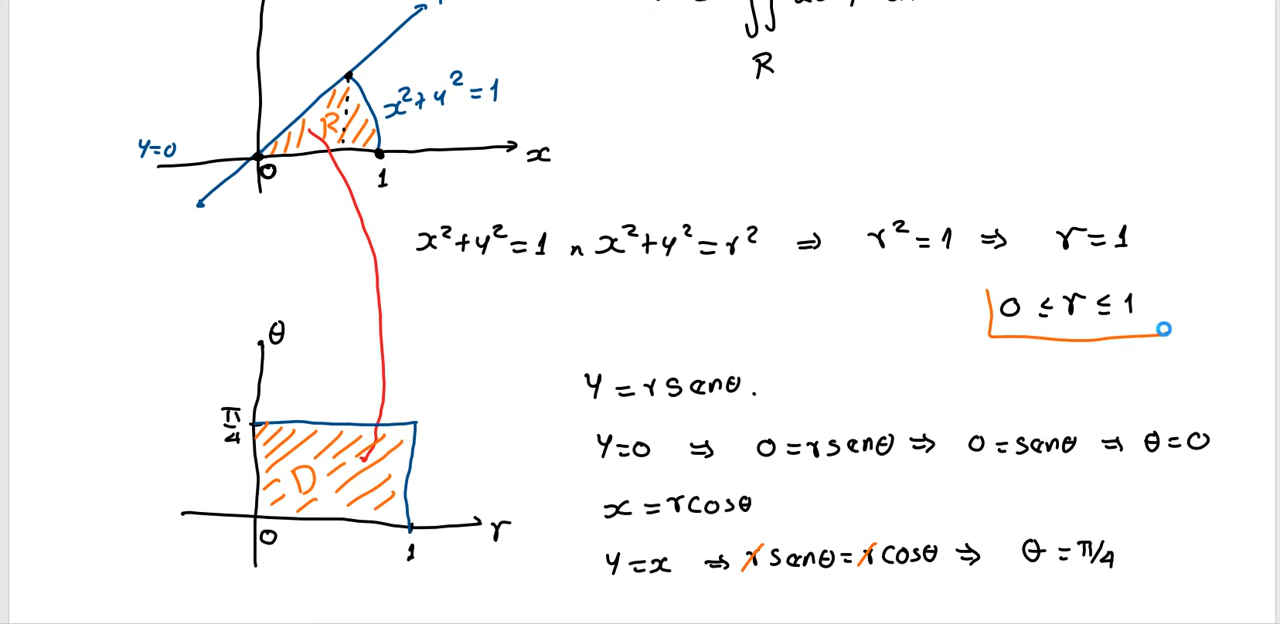 ∬
R
x²+y²=1
R
y=0
0
1
x
x²+y²=1 ∧ x²+y²=r² ⇒ r²=1 ⇒ r=1
0 ≤ r ≤ 1
θ
π/4
D
0
1
r
y = r senθ.
y=0 ⇒ 0=r senθ ⇒ 0=senθ ⇒ θ=0
x = r cosθ
y=x ⇒ r senθ = r cosθ ⇒ θ = π/4